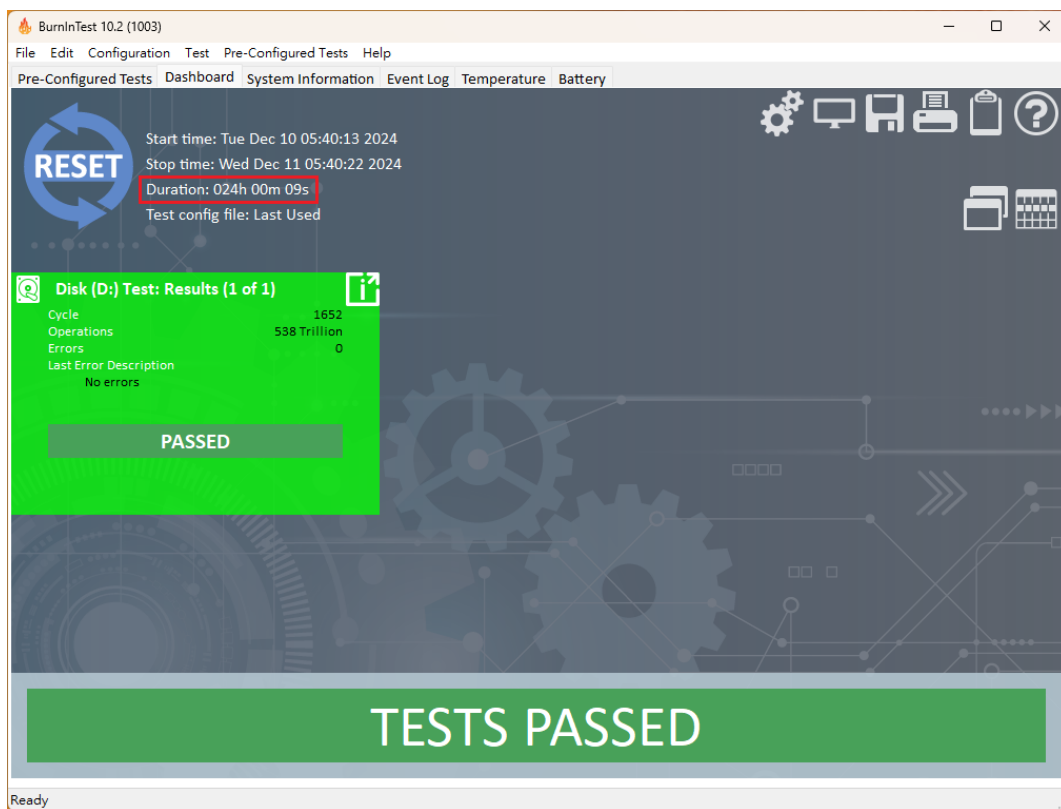 BurnInTest 10.2 (1003)
File Edit Configuration Test Pre-Configured Tests Help
Pre-Configured Tests Dashboard System Information Event Log Temperature Battery
RESET
Start time: Tue Dec 10 05:40:13 2024
Stop time: Wed Dec 11 05:40:22 2024
Duration: 024h 00m 09s
Test config file: Last Used
Disk (D:) Test: Results (1 of 1)
Cycle 1652
Operations 538 Trillion
Errors 0
Last Error Description
No errors
PASSED
TESTS PASSED
Ready